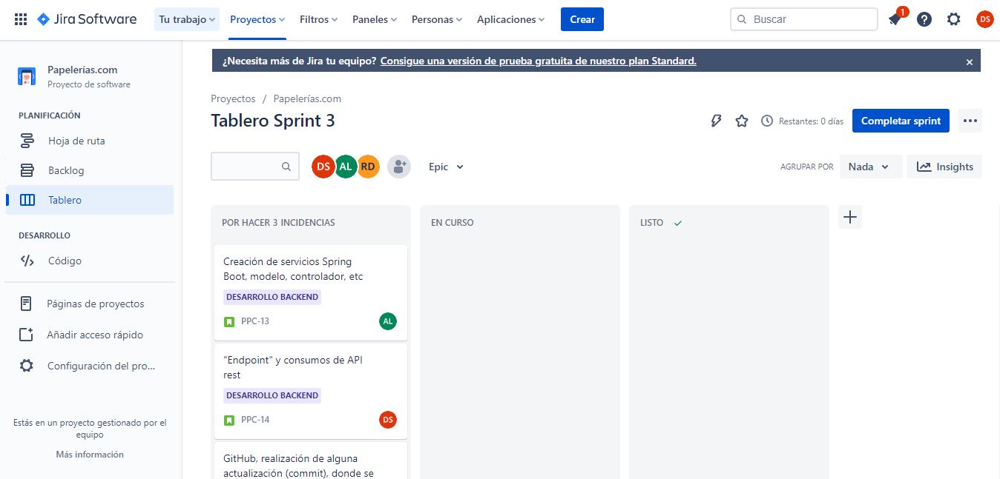 Jira Software
Tu trabajo
Proyectos
Filtros
Paneles
Personas
Aplicaciones
Crear
Buscar
1
DS
Papelerías.com
Proyecto de software
PLANIFICACIÓN
Hoja de ruta
Backlog
Tablero
DESARROLLO
Código
Páginas de proyectos
Añadir acceso rápido
Configuración del pro...
Estás en un proyecto gestionado por el
equipo
Más información
¿Necesita más de Jira tu equipo? Consigue una versión de prueba gratuita de nuestro plan Standard.
Proyectos / Papelerías.com
Tablero Sprint 3
Restantes: 0 días
Completar sprint
DS
AL
RD
Epic
AGRUPAR POR
Nada
Insights
POR HACER 3 INCIDENCIAS
Creación de servicios Spring
Boot, modelo, controlador, etc
DESARROLLO BACKEND
PPC-13
AL
"Endpoint" y consumos de API
rest
DESARROLLO BACKEND
PPC-14
DS
GitHub, realización de alguna
actualización (commit), donde se
EN CURSO
LISTO